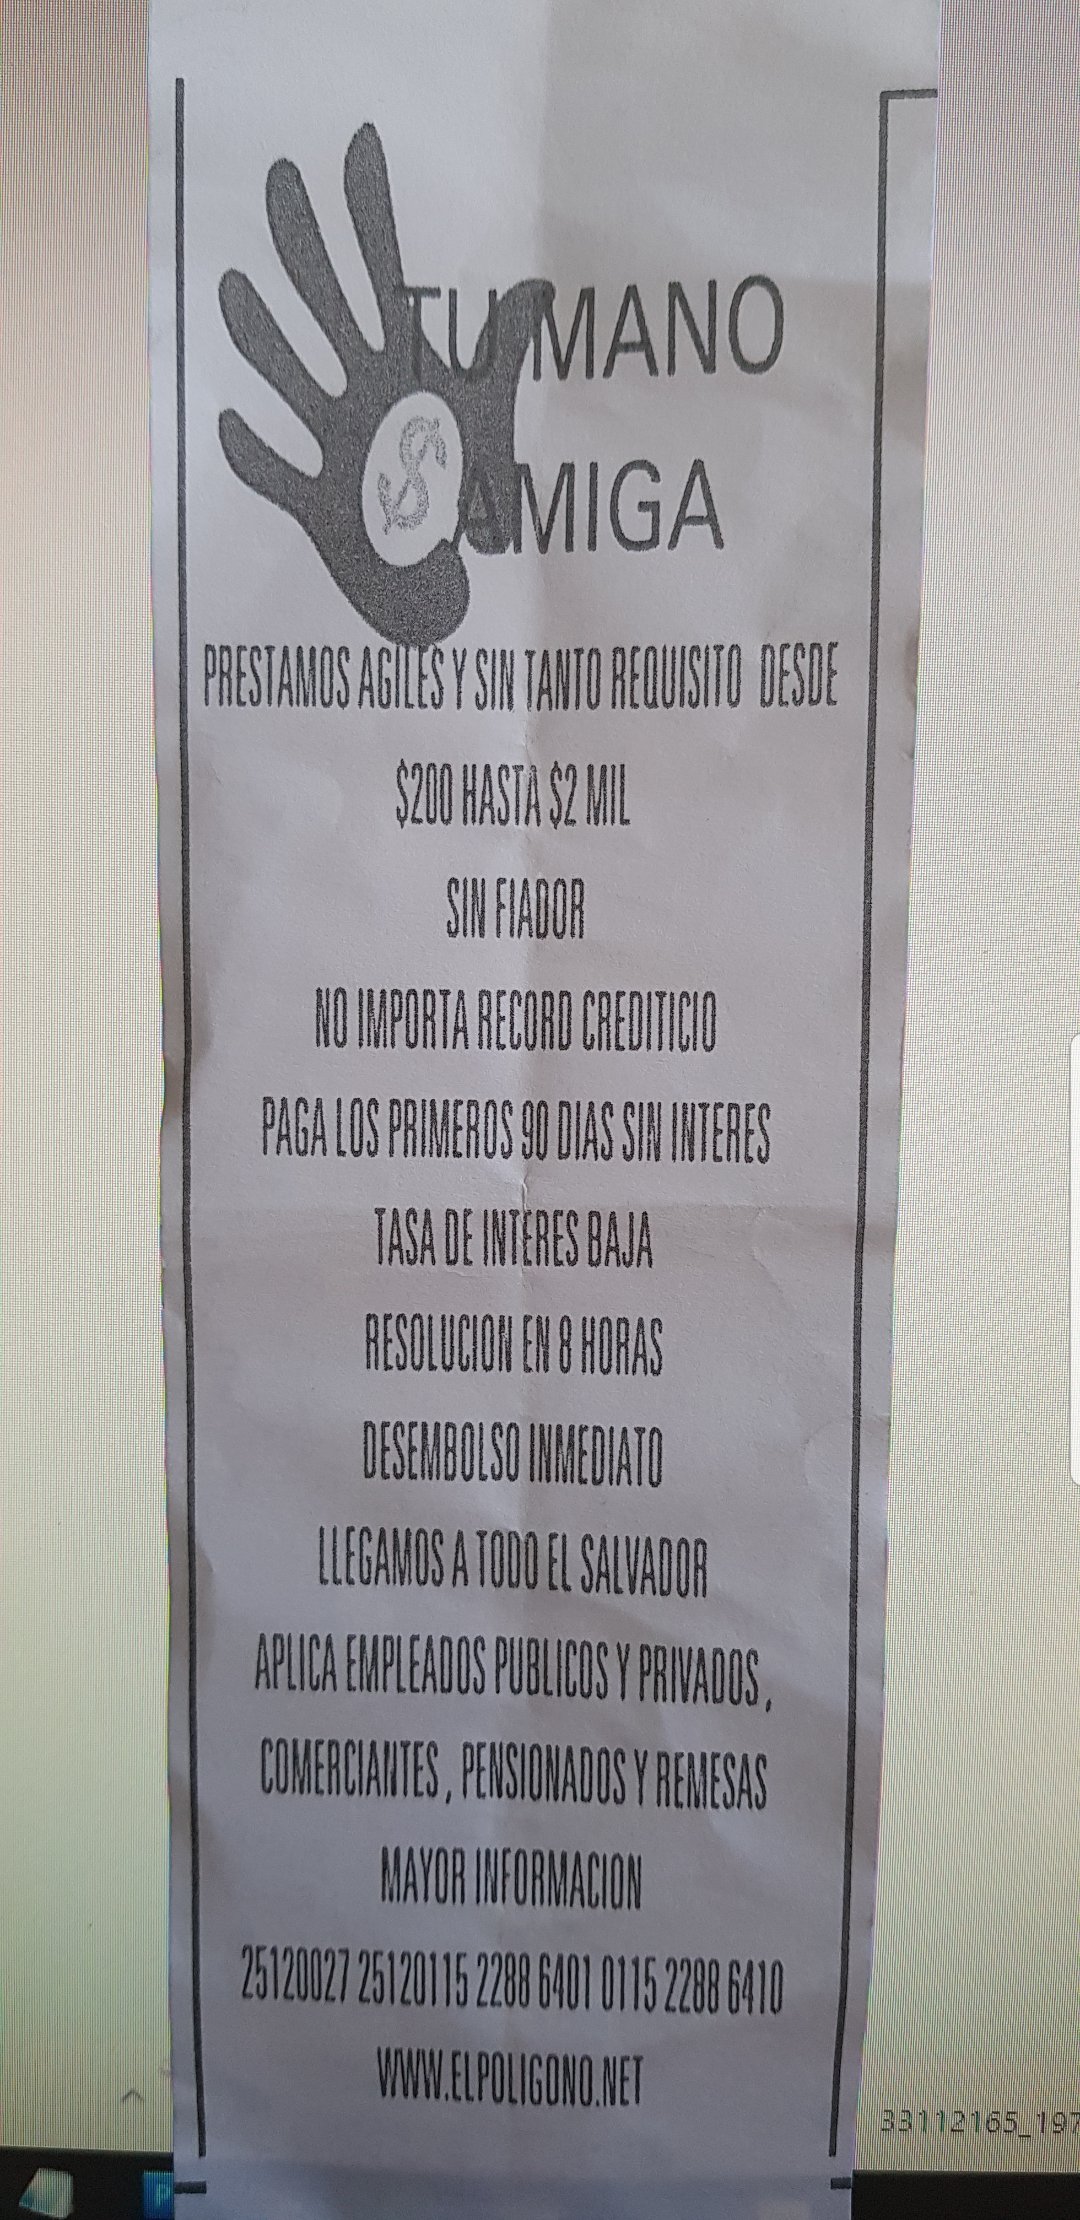 TU MANO
AMIGA
$
PRESTAMOS AGILES Y SIN TANTO REQUISITO DESDE
$200 HASTA $2 MIL
SIN FIADOR
NO IMPORTA RECORD CREDITICIO
PAGA LOS PRIMEROS 90 DIAS SIN INTERES
TASA DE INTERES BAJA
RESOLUCION EN 8 HORAS
DESEMBOLSO INMEDIATO
LLEGAMOS A TODO EL SALVADOR
APLICA EMPLEADOS PUBLICOS Y PRIVADOS,
COMERCIANTES, PENSIONADOS Y REMESAS
MAYOR INFORMACION
25120027 25120115 2288 6401 0115 2288 6410
WWW.ELPOLIGONO.NET
33112165_197
P